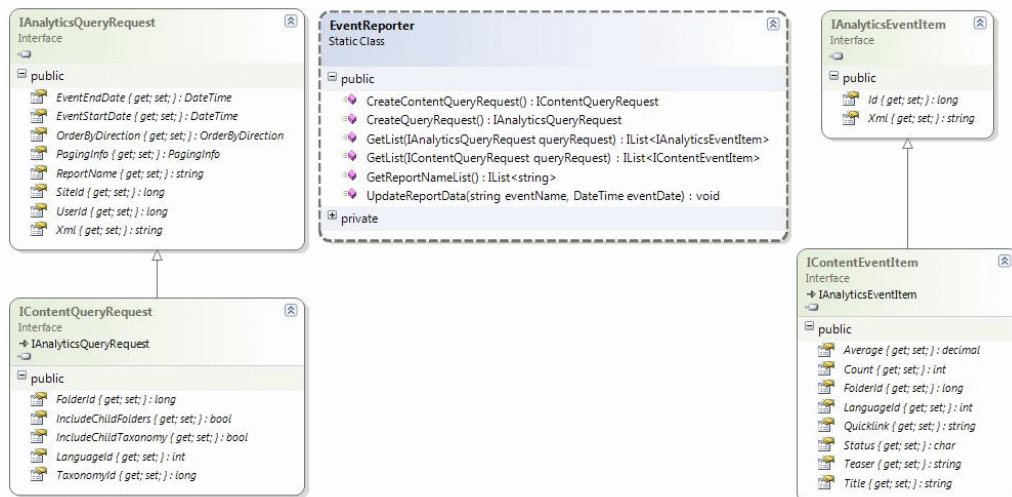 IAnalyticsQueryRequest
Interface
public
EventEndDate { get; set; } : DateTime
EventStartDate { get; set; } : DateTime
OrderByDirection { get; set; } : OrderByDirection
PagingInfo { get; set; } : PagingInfo
ReportName { get; set; } : string
SiteId { get; set; } : long
UserId { get; set; } : long
Xml { get; set; } : string
IContentQueryRequest
Interface
IAnalyticsQueryRequest
public
FolderId { get; set; } : long
IncludeChildFolders { get; set; } : bool
IncludeChildTaxonomy { get; set; } : bool
LanguageId { get; set; } : int
TaxonomyId { get; set; } : long
EventReporter
Static Class
public
CreateContentQueryRequest() : IContentQueryRequest
CreateQueryRequest() : IAnalyticsQueryRequest
GetList(IAnalyticsQueryRequest queryRequest) : IList<IAnalyticsEventItem>
GetList(IContentQueryRequest queryRequest) : IList<IContentEventItem>
GetReportNameList() : IList<string>
UpdateReportData(string eventName, DateTime eventDate) : void
private
IAnalyticsEventItem
Interface
public
Id { get; set; } : long
Xml { get; set; } : string
IContentEventItem
Interface
IAnalyticsEventItem
public
Average { get; set; } : decimal
Count { get; set; } : int
FolderId { get; set; } : long
LanguageId { get; set; } : int
Quicklink { get; set; } : string
Status { get; set; } : char
Teaser { get; set; } : string
Title { get; set; } : string